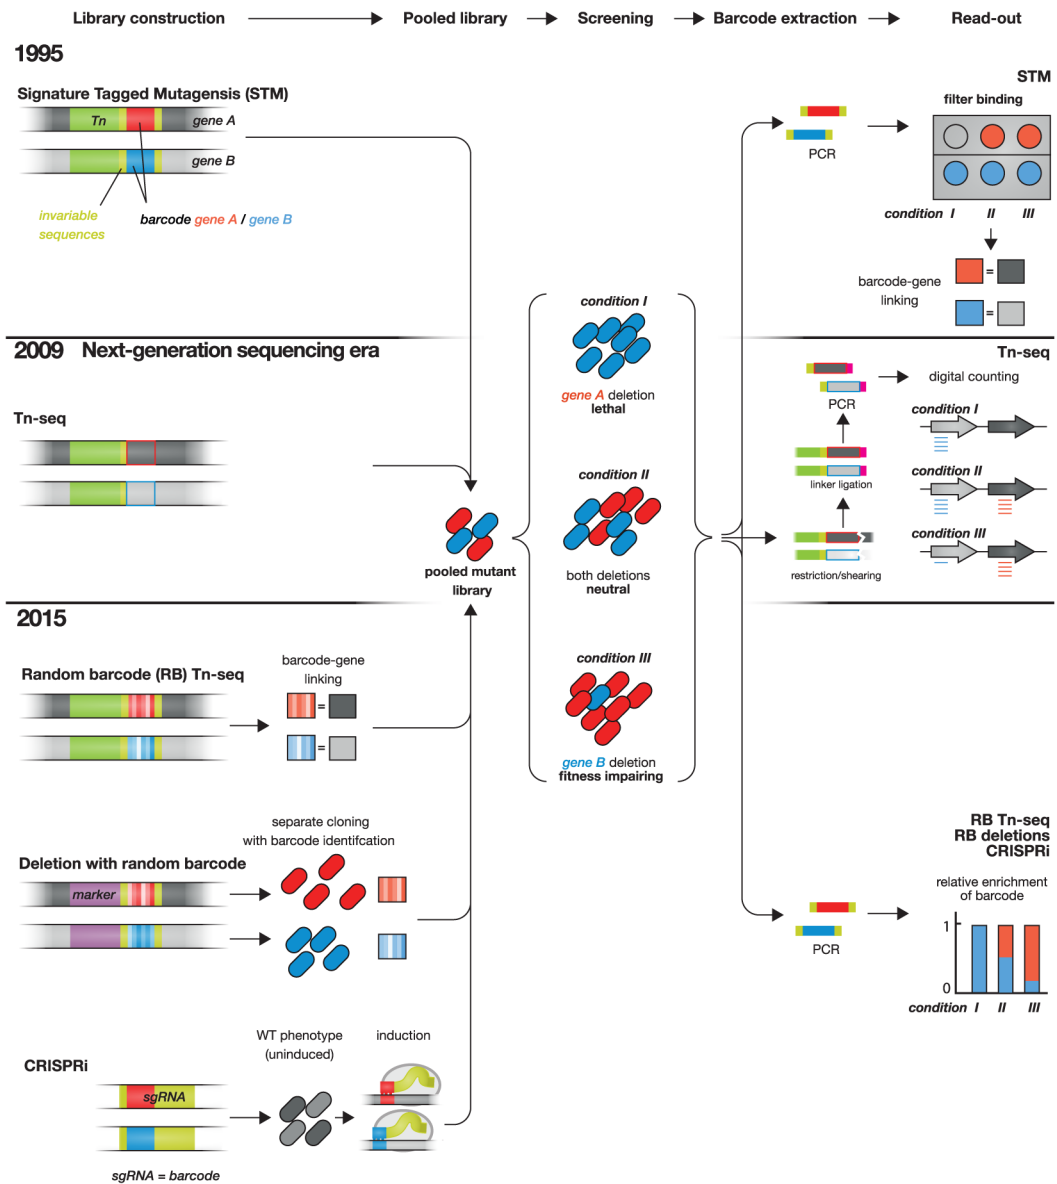 Library construction
Pooled library
Screening
Barcode extraction
Read-out
1995
Signature Tagged Mutagensis (STM)
Tn
gene A
gene B
invariable
sequences
barcode gene A / gene B
PCR
STM
filter binding
condition I II III
barcode-gene
linking
=
=
2009 Next-generation sequencing era
Tn-seq
pooled mutant
library
condition I
gene A deletion
lethal
condition II
both deletions
neutral
condition III
gene B deletion
fitness impairing
Tn-seq
PCR
linker ligation
restriction/shearing
digital counting
condition I
condition II
condition III
2015
Random barcode (RB) Tn-seq
barcode-gene
linking
=
=
separate cloning
with barcode identifcation
Deletion with random barcode
marker
WT phenotype
(uninduced)
induction
CRISPRi
sgRNA
sgRNA = barcode
PCR
RB Tn-seq
RB deletions
CRISPRi
relative enrichment
of barcode
1
0
condition I II III